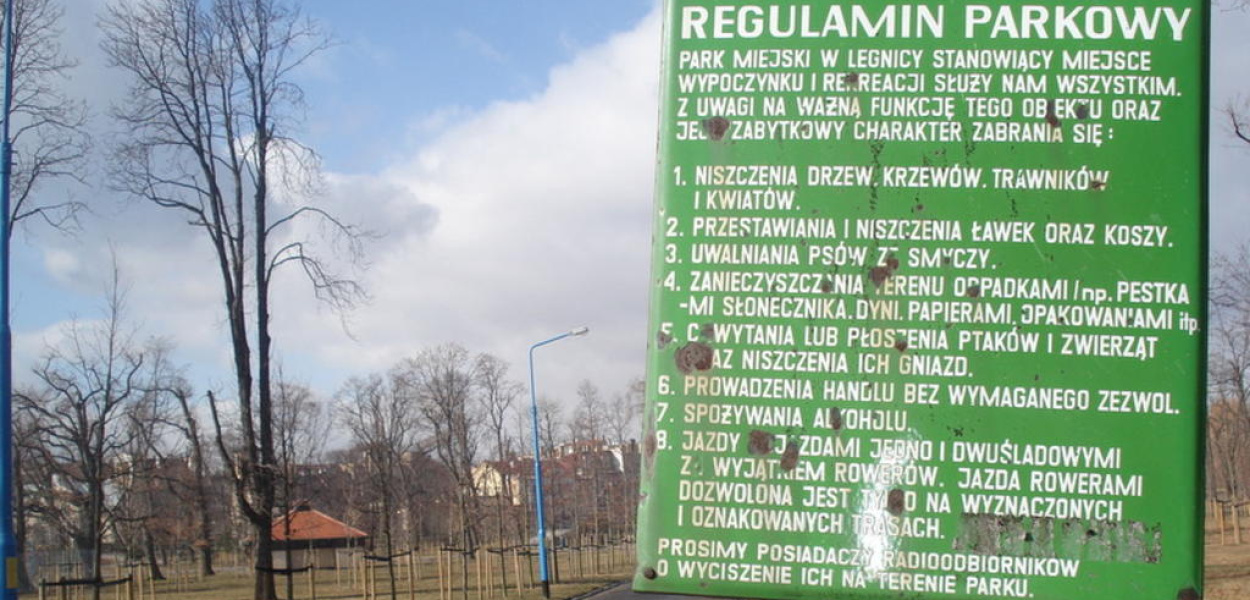 REGULAMIN PARKOWY
PARK MIEJSKI W LEGNICY STANOWIĄCY MIEJSCE
WYPOCZYNKU I REKREACJI SŁUŻY NAM WSZYSTKIM.
Z UWAGI NA WAŻNĄ FUNKCJĘ TEGO OBIEKTU ORAZ
JEGO ZABYTKOWY CHARAKTER ZABRANIA SIĘ:
1. NISZCZENIA DRZEW, KRZEWÓW, TRAWNIKÓW
I KWIATÓW.
2. PRZESTAWIANIA I NISZCZENIA ŁAWEK ORAZ KOSZY.
3. UWALNIANIA PSÓW ZE SMYCZY.
4. ZANIECZYSZCZANIA TERENU ODPADKAMI /np. PESTKA
-MI SŁONECZNIKA, DYNI, PAPIERAMI, OPAKOWANIAMI itp.
5. CHWYTANIA LUB PŁOSZENIA PTAKÓW I ZWIERZĄT
ORAZ NISZCZENIA ICH GNIAZD.
6. PROWADZENIA HANDLU BEZ WYMAGANEGO ZEZWOL.
7. SPOŻYWANIA ALKOHOLU.
8. JAZDY POJAZDAMI JEDNO I DWUŚLADOWYMI
ZA WYJĄTKIEM ROWERÓW. JAZDA ROWERAMI
DOZWOLONA JEST TYLKO NA WYZNACZONYCH
I OZNAKOWANYCH TRASACH.
PROSIMY POSIADACZY RADIOODBIORNIKÓW
O WYCISZENIE ICH NA TERENIE PARKU.